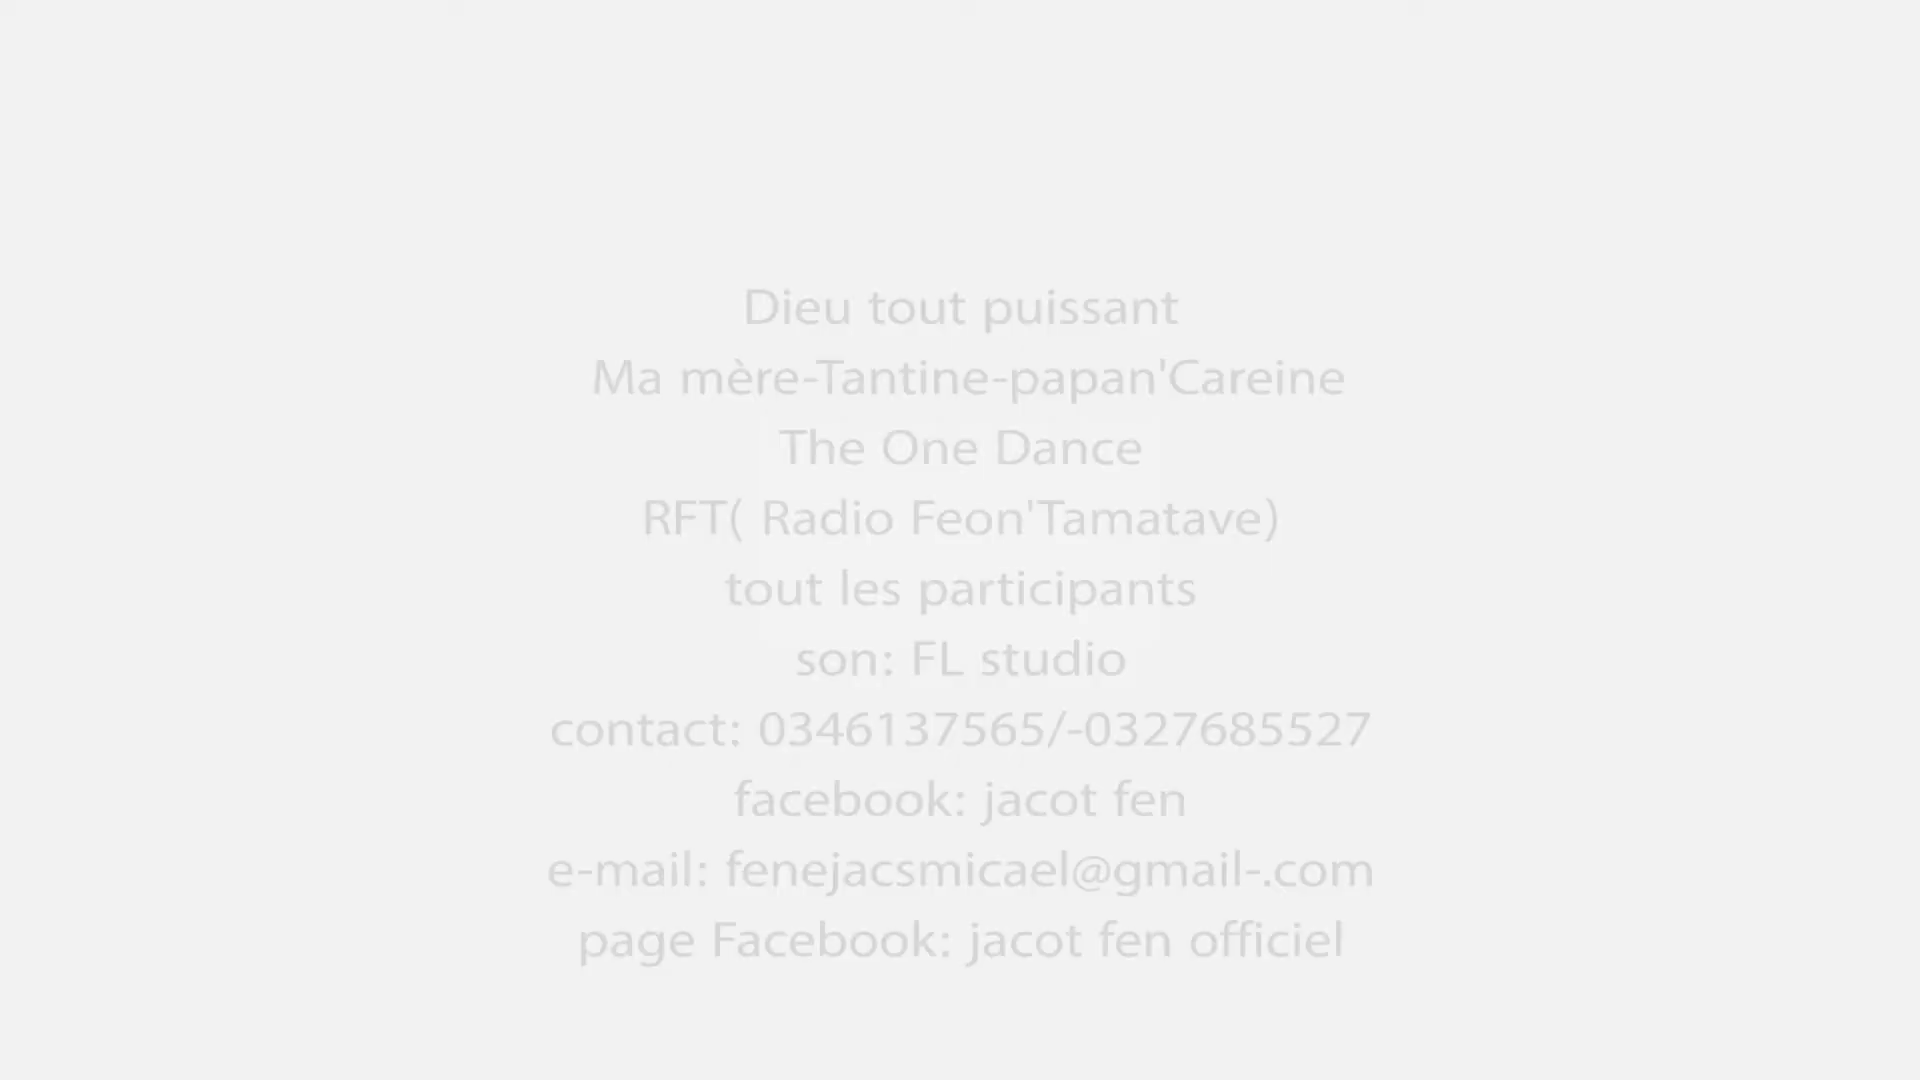 Dieu tout puissant
Ma mère-Tantine-papan'Careine
The One Dance
RFT( Radio Feon'Tamatave)
tout les participants
son: FL studio
contact: 0346137565/-0327685527
facebook: jacot fen
e-mail: fenejacsmicael@gmail-.com
page Facebook: jacot fen officiel